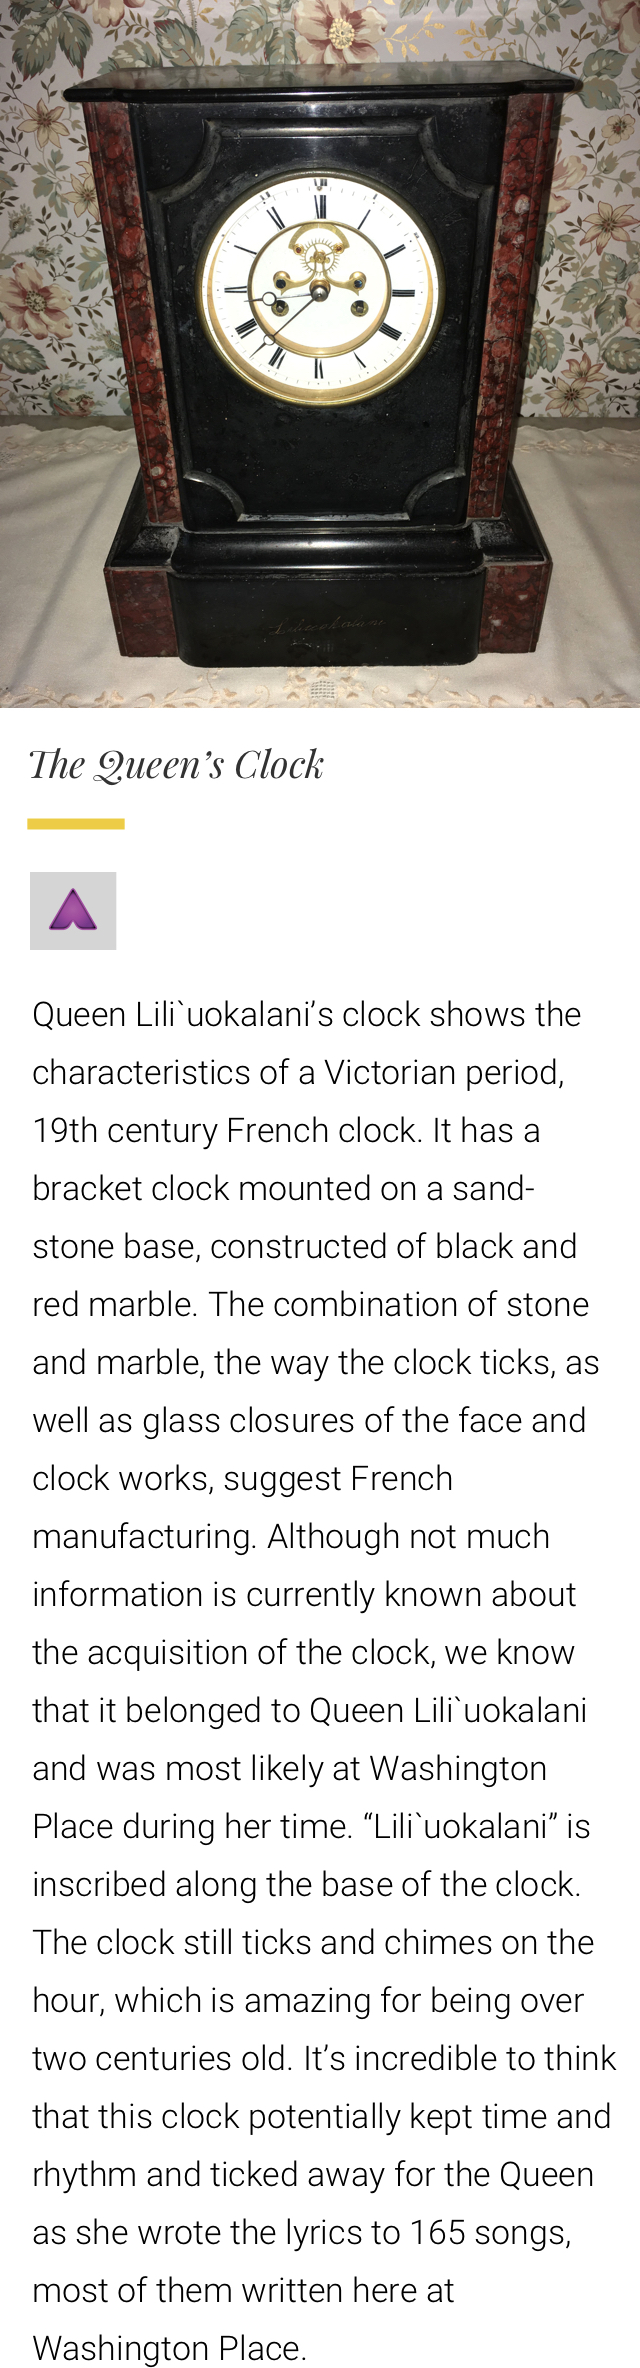 Lili`uokalani
The Queen’s Clock
Queen Lili`uokalani’s clock shows the
characteristics of a Victorian period,
19th century French clock. It has a
bracket clock mounted on a sand-
stone base, constructed of black and
red marble. The combination of stone
and marble, the way the clock ticks, as
well as glass closures of the face and
clock works, suggest French
manufacturing. Although not much
information is currently known about
the acquisition of the clock, we know
that it belonged to Queen Lili`uokalani
and was most likely at Washington
Place during her time. “Lili`uokalani” is
inscribed along the base of the clock.
The clock still ticks and chimes on the
hour, which is amazing for being over
two centuries old. It’s incredible to think
that this clock potentially kept time and
rhythm and ticked away for the Queen
as she wrote the lyrics to 165 songs,
most of them written here at
Washington Place.